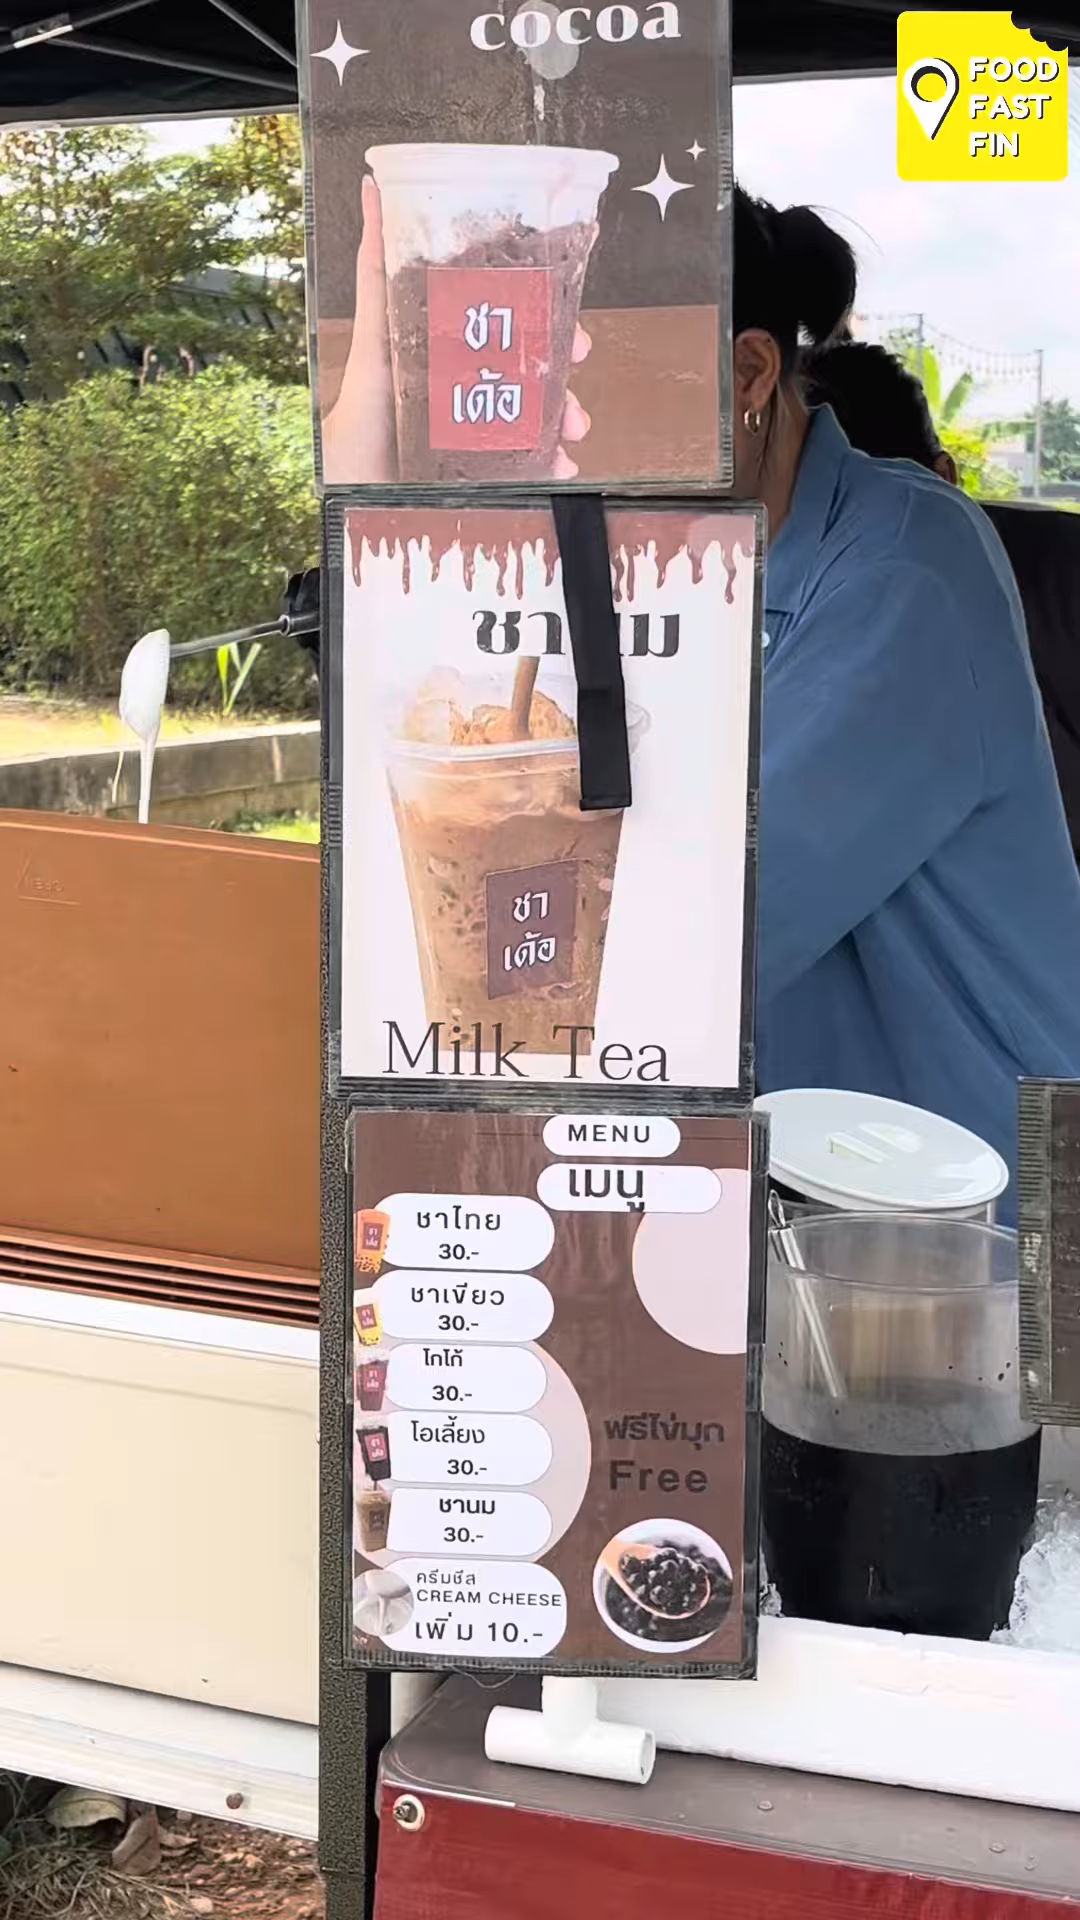 cocoa
FOOD
FAST
FIN
ชา
เด้อ
ชา
ชา
เด้อ
Milk Tea
MENU
เมนู
ชาไทย
30.-
ชาเขียว
30.-
โกโก้
30.-
โอเลี้ยง
30.-
ชานม
30.-
ครีมชีส
CREAM CHEESE
เพิ่ม 10.-
ฟรีไข่มุก
Free